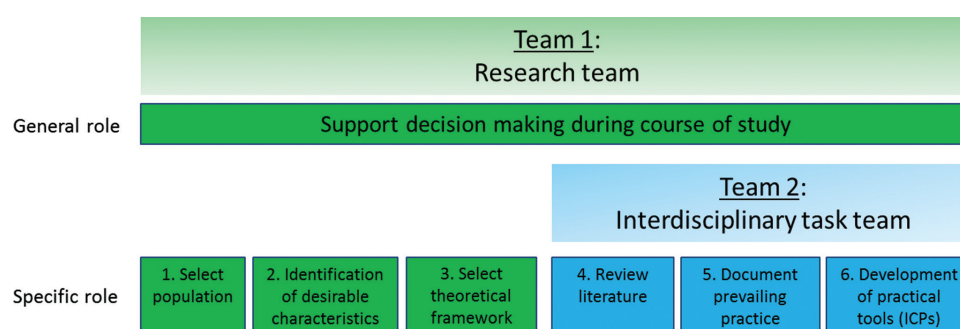 Team 1:
Research team
General role
Support decision making during course of study
Team 2:
Interdisciplinary task team
Specific role
1. Select
population
2. Identification
of desirable
characteristics
3. Select
theoretical
framework
4. Review
literature
5. Document
prevailing
practice
6. Development
of practical
tools (ICPs)